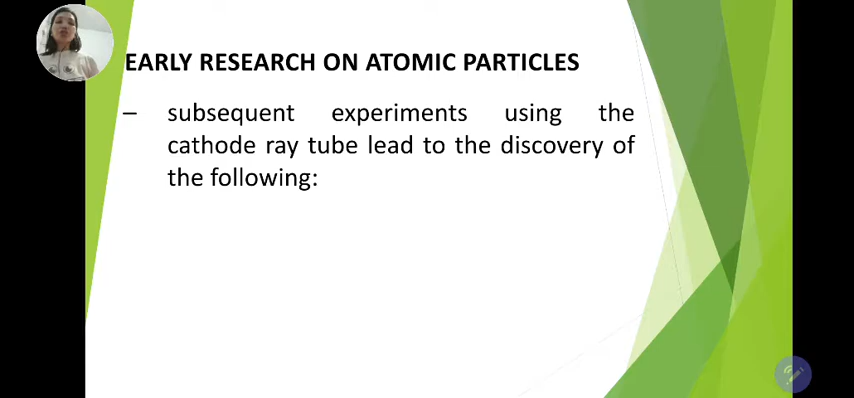 EARLY RESEARCH ON ATOMIC PARTICLES
– subsequent experiments using the
cathode ray tube lead to the discovery of
the following: